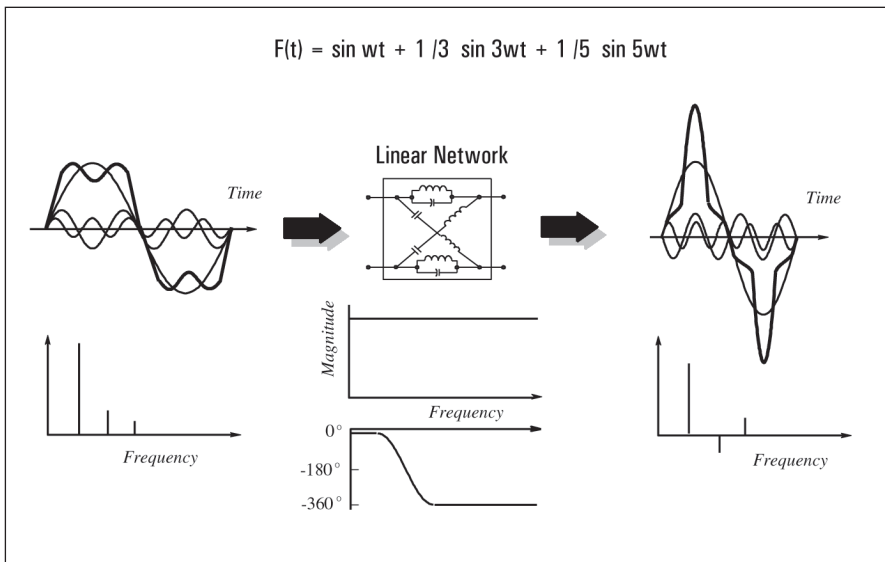 F(t) = sin wt + 1 /3 sin 3wt + 1 /5 sin 5wt
Linear Network
Time
Time
Magnitude
Frequency
0°
-180°
-360°
Frequency
Frequency